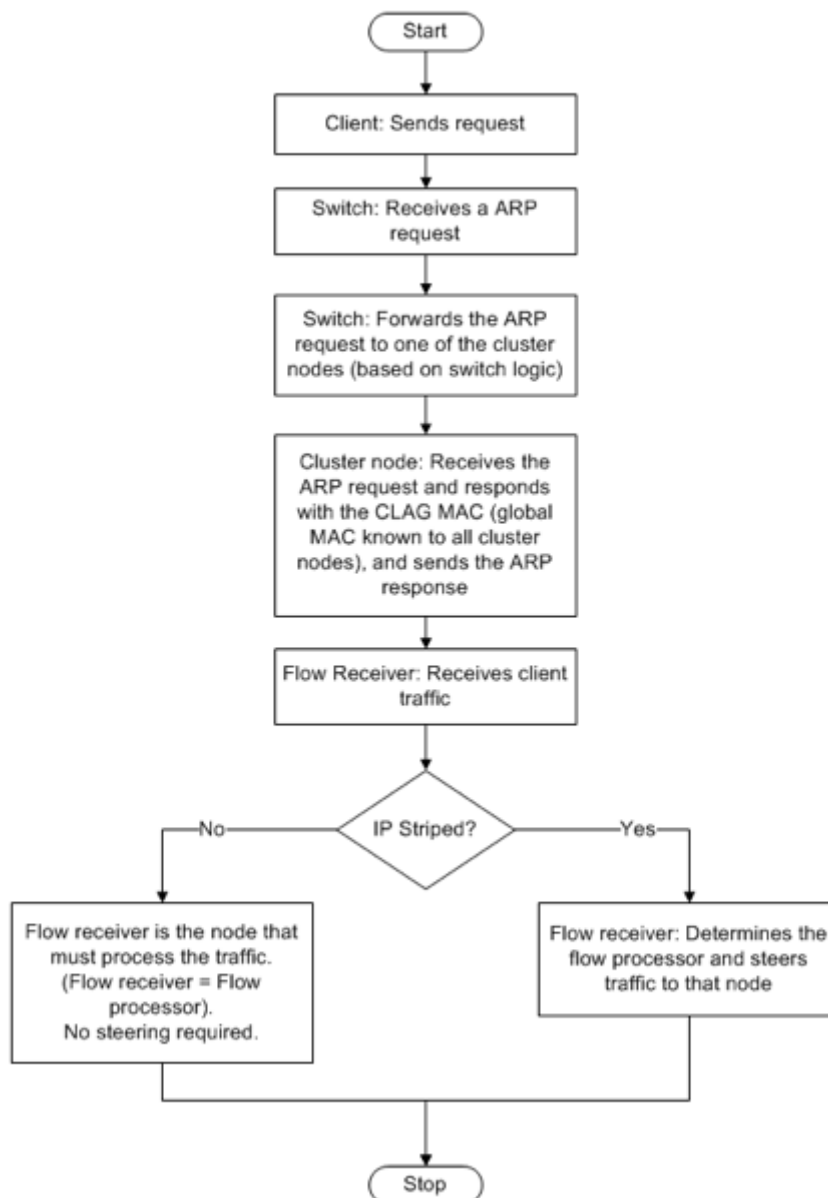 Start
Client: Sends request
Switch: Receives a ARP
request
Switch: Forwards the ARP
request to one of the cluster
nodes (based on switch logic)
Cluster node: Receives the
ARP request and responds
with the CLAG MAC (global
MAC known to all cluster
nodes), and sends the ARP
response
Flow Receiver: Receives client
traffic
IP Striped?
No
Yes
Flow receiver is the node that
must process the traffic.
(Flow receiver = Flow
processor).
No steering required.
Flow receiver: Determines the
flow processor and steers
traffic to that node
Stop